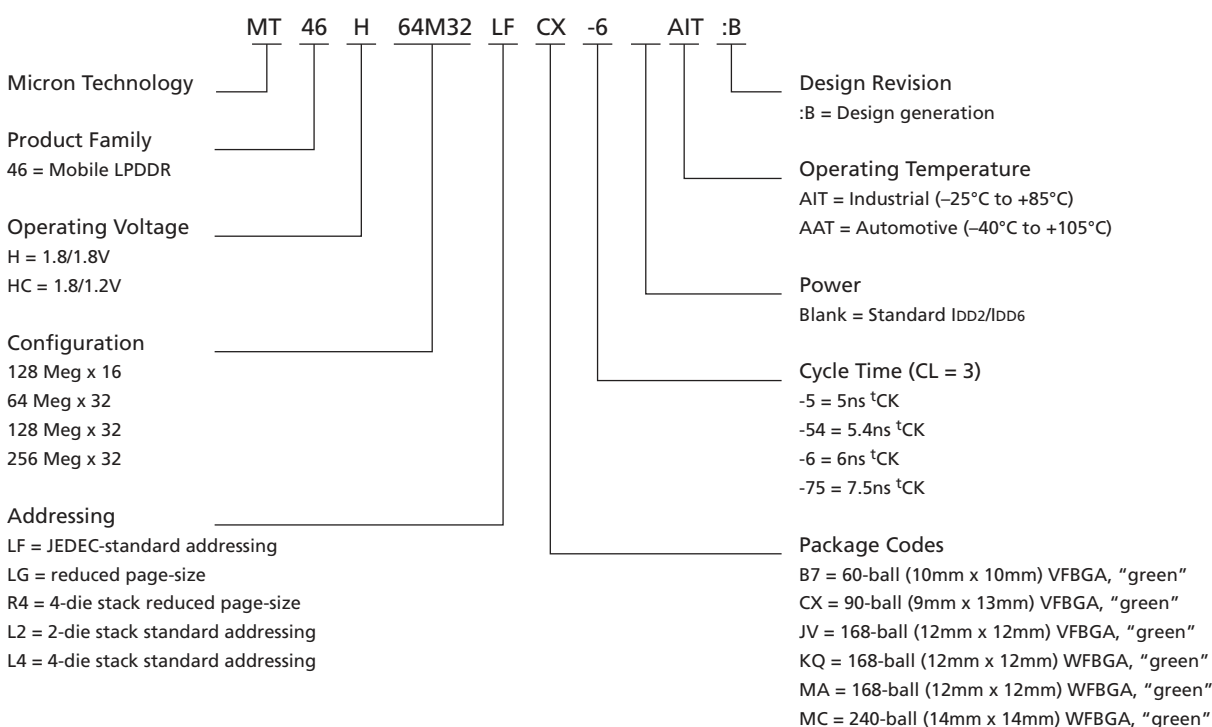 MT 46 H 64M32 LF CX -6 AIT :B
Micron Technology
Product Family
46 = Mobile LPDDR
Operating Voltage
H = 1.8/1.8V
HC = 1.8/1.2V
Configuration
128 Meg x 16
64 Meg x 32
128 Meg x 32
256 Meg x 32
Addressing
LF = JEDEC-standard addressing
LG = reduced page-size
R4 = 4-die stack reduced page-size
L2 = 2-die stack standard addressing
L4 = 4-die stack standard addressing
Design Revision
:B = Design generation
Operating Temperature
AIT = Industrial (–25°C to +85°C)
AAT = Automotive (–40°C to +105°C)
Power
Blank = Standard IDD2/IDD6
Cycle Time (CL = 3)
-5 = 5ns tCK
-54 = 5.4ns tCK
-6 = 6ns tCK
-75 = 7.5ns tCK
Package Codes
B7 = 60-ball (10mm x 10mm) VFBGA, “green”
CX = 90-ball (9mm x 13mm) VFBGA, “green”
JV = 168-ball (12mm x 12mm) VFBGA, “green”
KQ = 168-ball (12mm x 12mm) WFBGA, “green”
MA = 168-ball (12mm x 12mm) WFBGA, “green”
MC = 240-ball (14mm x 14mm) WFBGA, “green”